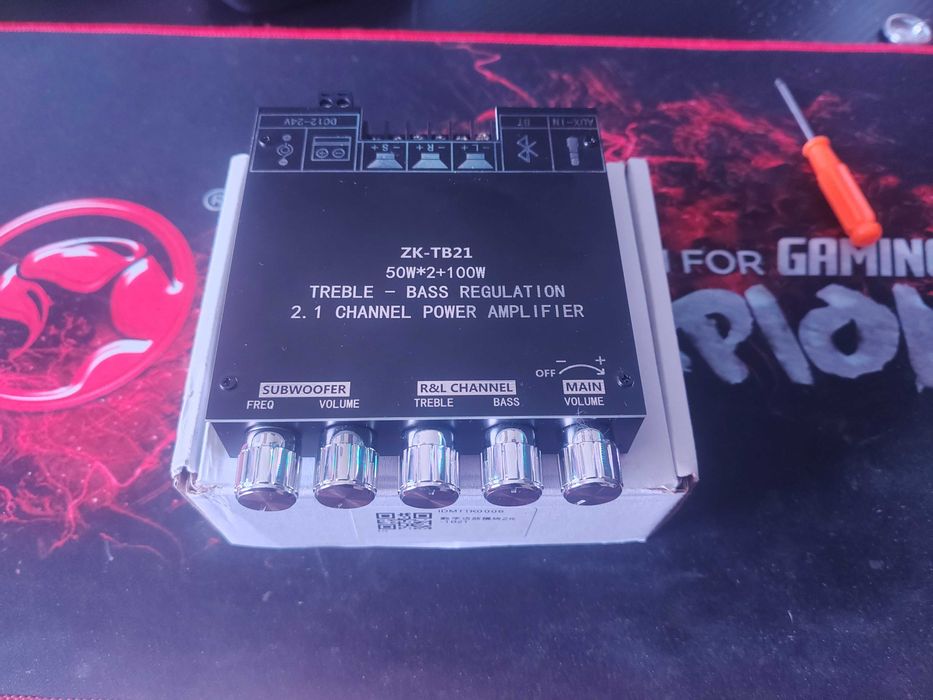 DC12-24V
-S+
-R+
-L+
BT
AUX-IN
ZK-TB21
50W*2+100W
TREBLE - BASS REGULATION
2.1 CHANNEL POWER AMPLIFIER
OFF - +
SUBWOOFER R&L CHANNEL MAIN
FREQ VOLUME TREBLE BASS VOLUME
FOR GAMING
®